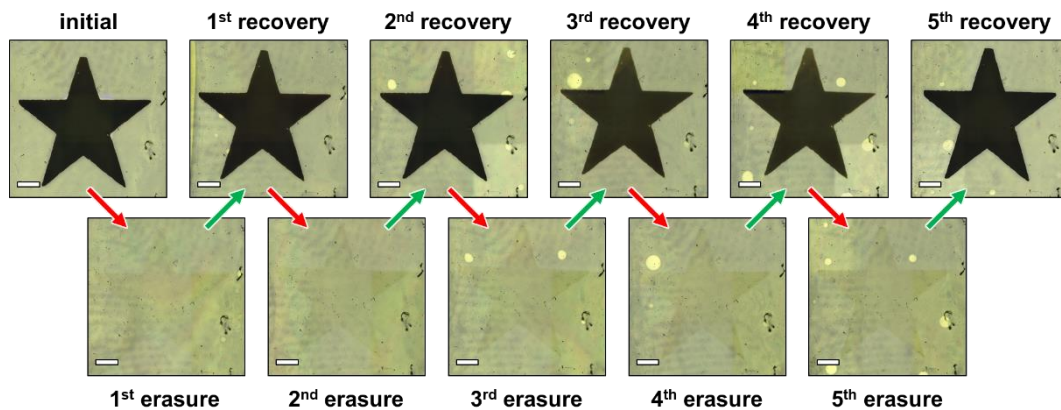 initial
1st recovery
2nd recovery
3rd recovery
4th recovery
5th recovery
1st erasure
2nd erasure
3rd erasure
4th erasure
5th erasure